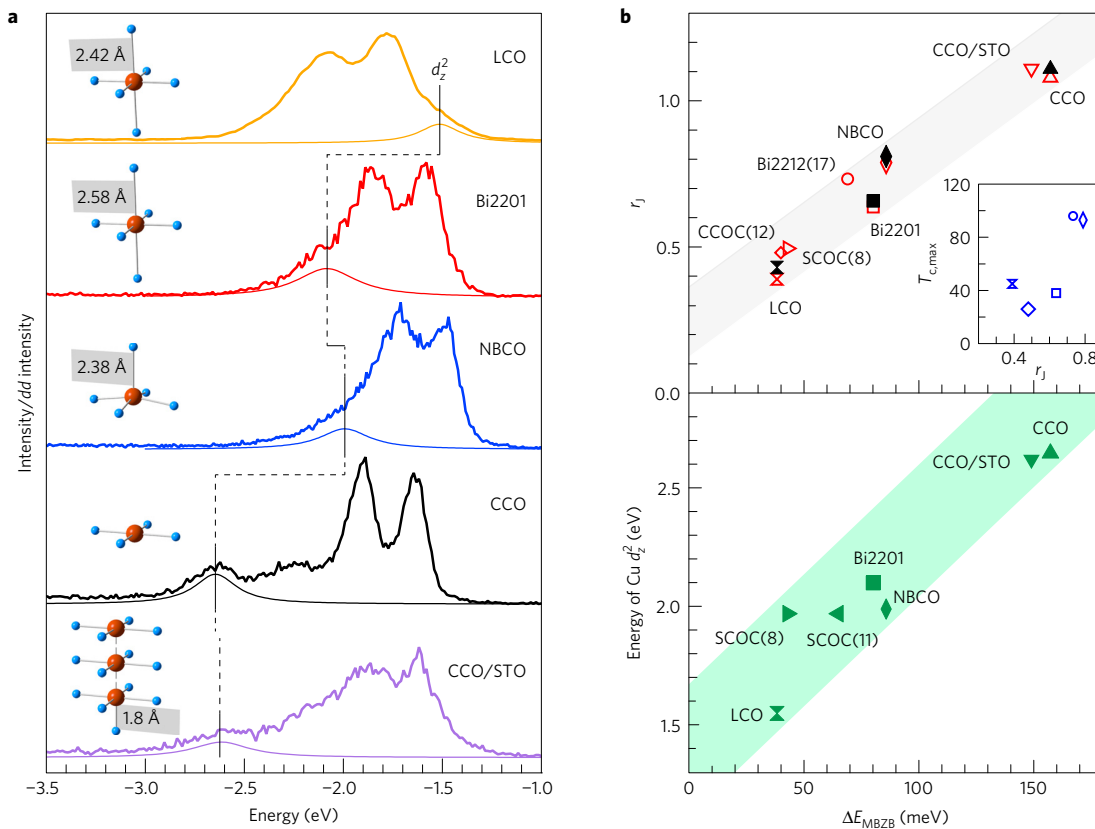 a
2.42 Å
LCO
d_z^2
2.58 Å
Bi2201
2.38 Å
NBCO
CCO
CCO/STO
1.8 Å
Intensity/dd intensity
−3.5 −3.0 −2.5 −2.0 −1.5 −1.0
Energy (eV)
b
1.0
0.5
0.0
r_J
CCO/STO
CCO
NBCO
Bi2212(17)
Bi2201
CCOC(12)
SCOC(8)
LCO
120
80
40
0
T_c,max
0.4 0.8
r_J
2.5
2.0
1.5
Energy of Cu d_z^2 (eV)
CCO
CCO/STO
Bi2201
NBCO
SCOC(8)
SCOC(11)
LCO
0 50 100 150
ΔE_MBZB (meV)